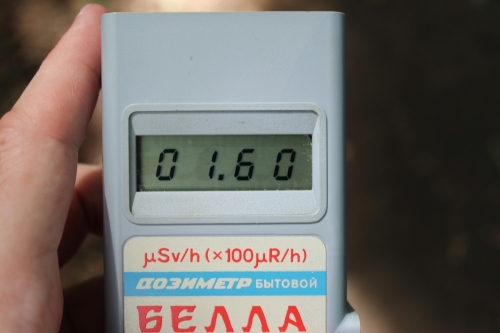 01.60
μSv/h (×100μR/h)
ДОЗИМЕТР БЫТОВОЙ
БЕЛЛА